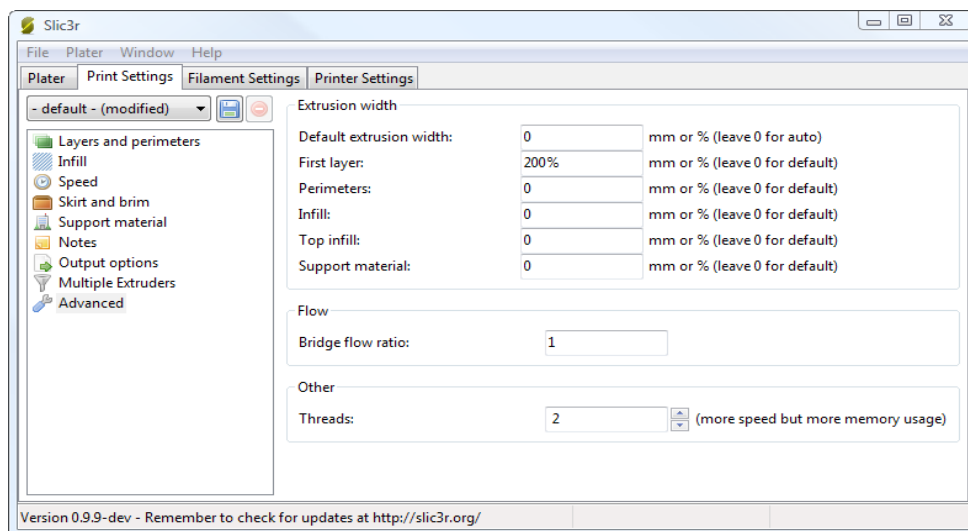 Slic3r
File Plater Window Help
Plater Print Settings Filament Settings Printer Settings
- default - (modified)
Layers and perimeters
Infill
Speed
Skirt and brim
Support material
Notes
Output options
Multiple Extruders
Advanced
Extrusion width
Default extrusion width: 0 mm or % (leave 0 for auto)
First layer: 200% mm or % (leave 0 for default)
Perimeters: 0 mm or % (leave 0 for default)
Infill: 0 mm or % (leave 0 for default)
Top infill: 0 mm or % (leave 0 for default)
Support material: 0 mm or % (leave 0 for default)
Flow
Bridge flow ratio: 1
Other
Threads: 2 (more speed but more memory usage)
Version 0.9.9-dev - Remember to check for updates at http://slic3r.org/